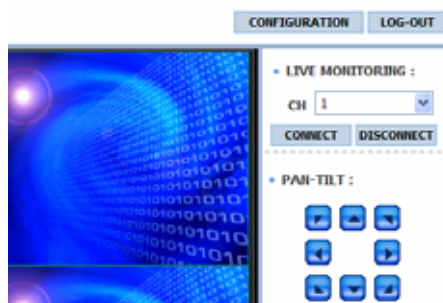 CONFIGURATION LOG-OUT
• LIVE MONITORING :
CH 1
CONNECT DISCONNECT
• PAN-TILT :